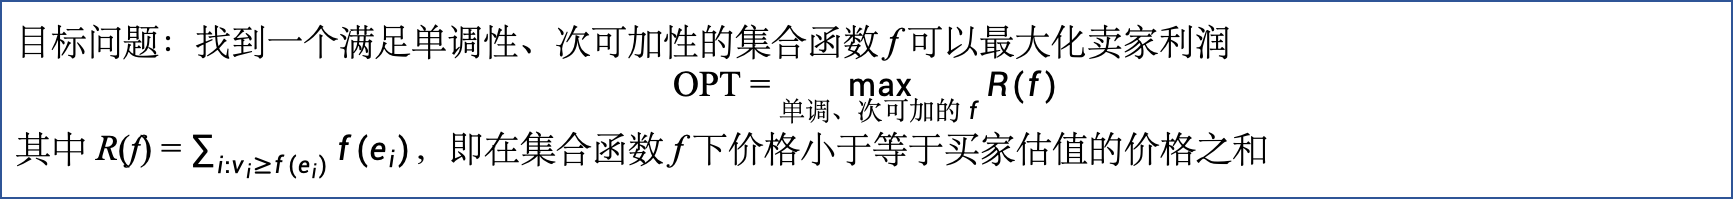 目标问题：找到一个满足单调性、次可加性的集合函数 f 可以最大化卖家利润
OPT = max R(f)
单调、次可加的 f
其中 R(f) = ∑i:vi≥f(ei) f(ei)，即在集合函数 f 下价格小于等于买家估值的价格之和